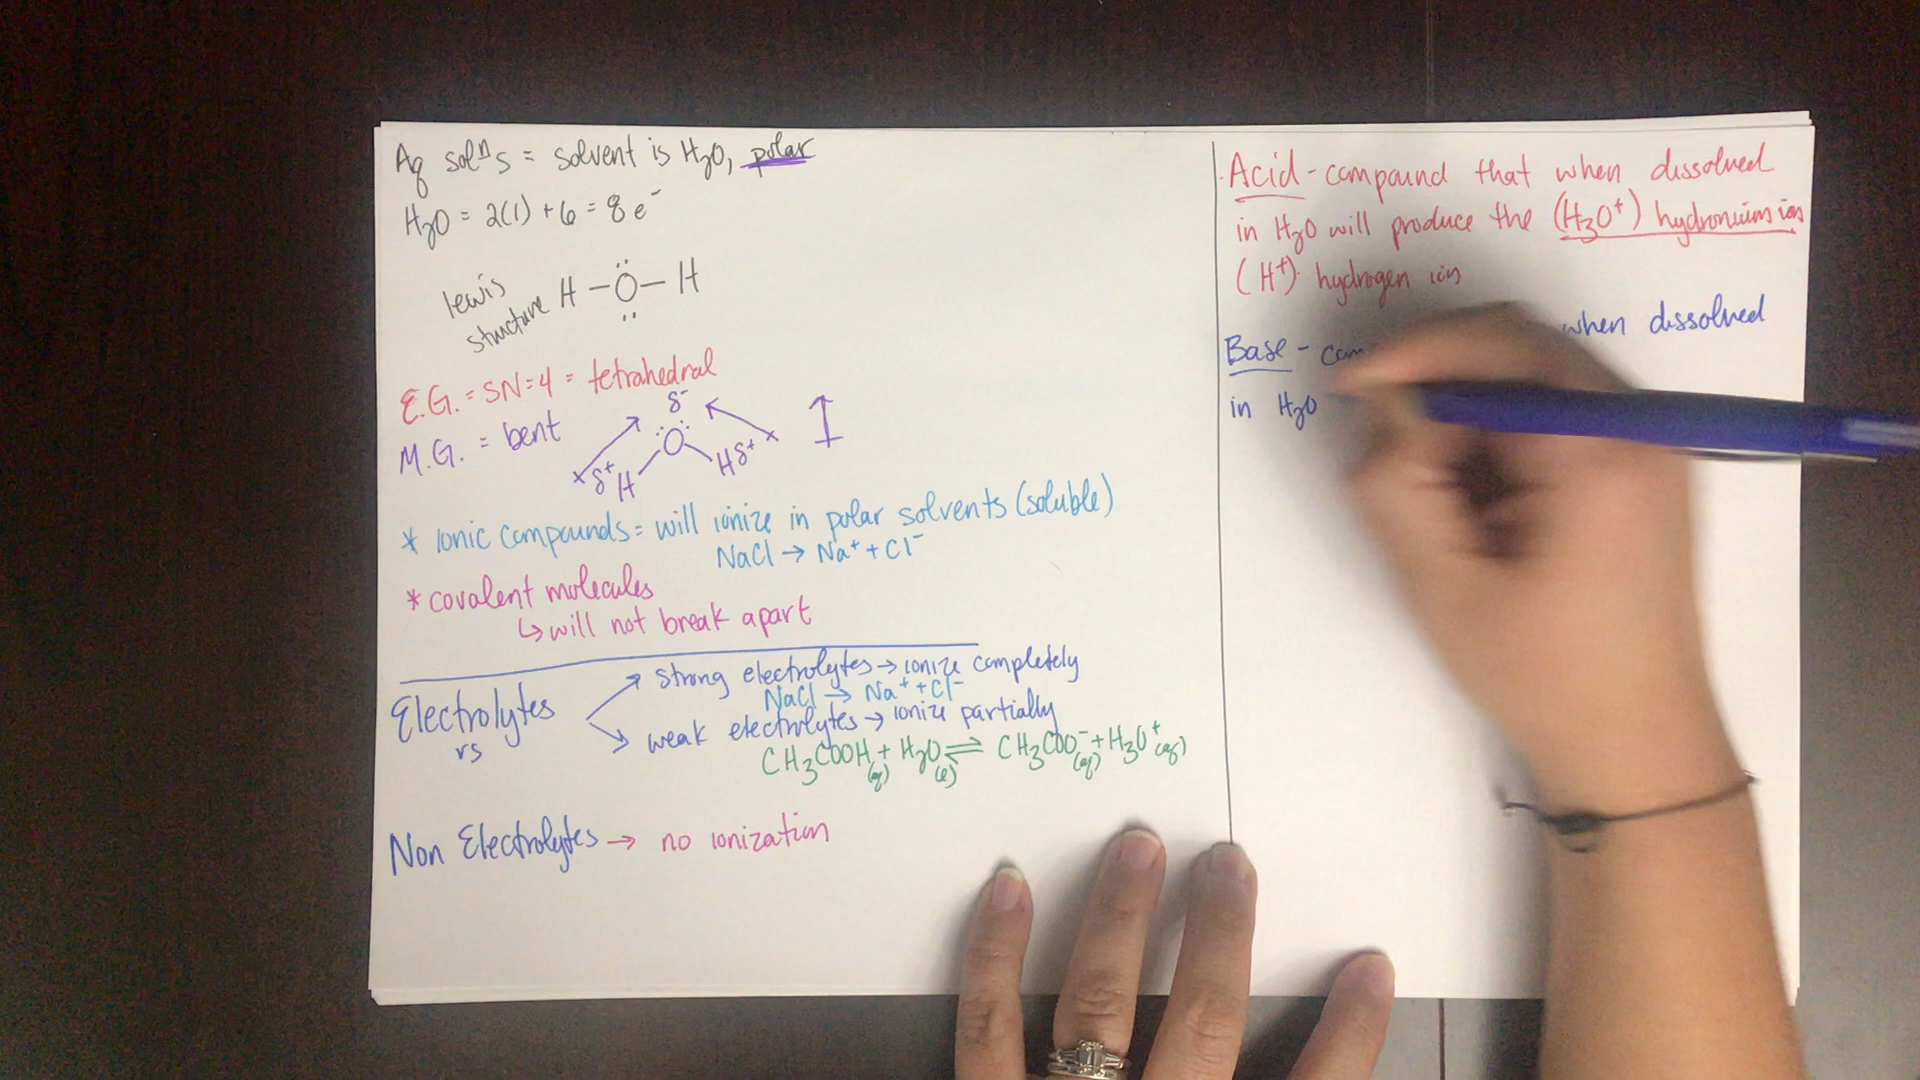 Aq solⁿs = solvent is H₂O, polar
H₂O = 2(1) + 6 = 8 e⁻
lewis structure
H – O – H
E.G. = SN=4 = tetrahedral
M.G. = bent
δ⁻
O
δ⁺ H Hδ⁺
* ionic compounds = will ionize in polar solvents (soluble)
NaCl → Na⁺ + Cl⁻
* covalent molecules
↳ will not break apart
Electrolytes
vs
strong electrolytes → ionize completely
NaCl → Na⁺ + Cl⁻
weak electrolytes → ionize partially
CH₃COOH(aq) + H₂O(l) ⇌ CH₃COO⁻(aq) + H₃O⁺(aq)
Non Electrolytes → no ionization
Acid - compound that when dissolved
in H₂O will produce the (H₃O⁺) hydronium ion
(H⁺) hydrogen ion
Base - when dissolved
in H₂O